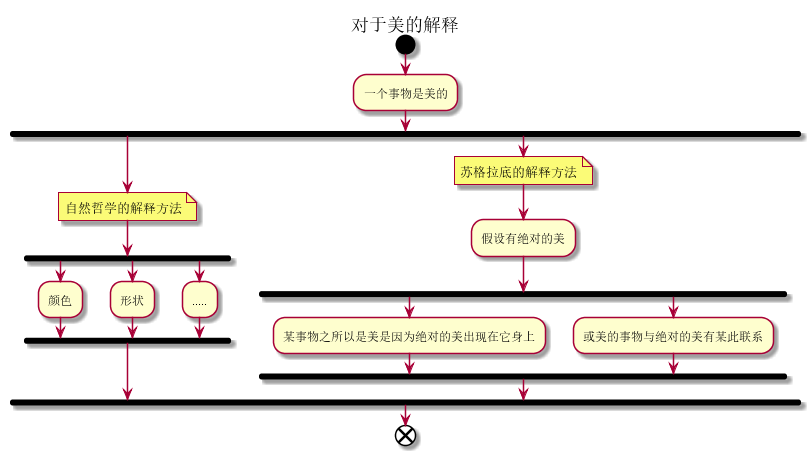 对于美的解释
一个事物是美的
苏格拉底的解释方法
自然哲学的解释方法
假设有绝对的美
颜色
形状
.....
某事物之所以是美是因为绝对的美出现在它身上
或美的事物与绝对的美有某此联系